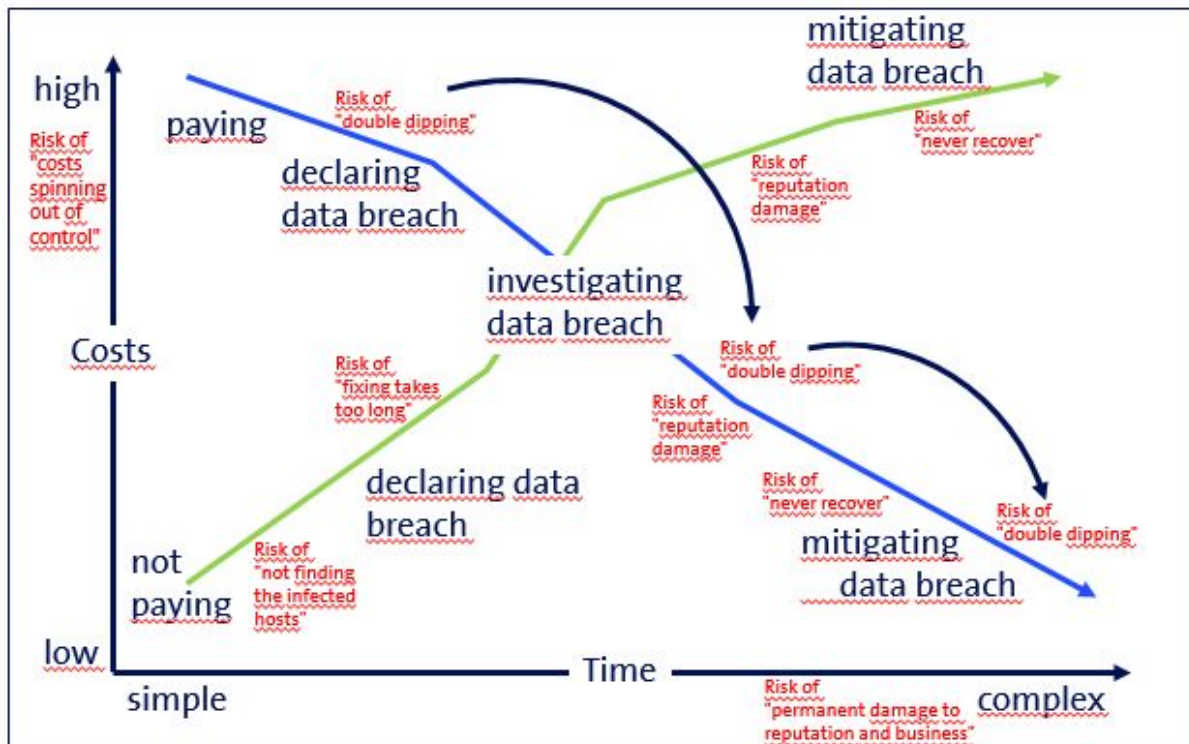 mitigating
data breach
high
Risk of
"double dipping"
paying
Risk of
"never recover"
Risk of
"costs
spinning
out of
control"
declaring
data breach
Risk of
"reputation
damage"
investigating
data breach
Costs
Risk of
"double dipping"
Risk of
"fixing takes
too long"
Risk of
"reputation
damage"
declaring data
breach
Risk of
"never recover"
Risk of
"double dipping"
mitigating
data breach
not
paying
Risk of
"not finding
the infected
hosts"
low
Time
simple
complex
Risk of
"permanent damage to
reputation and business"